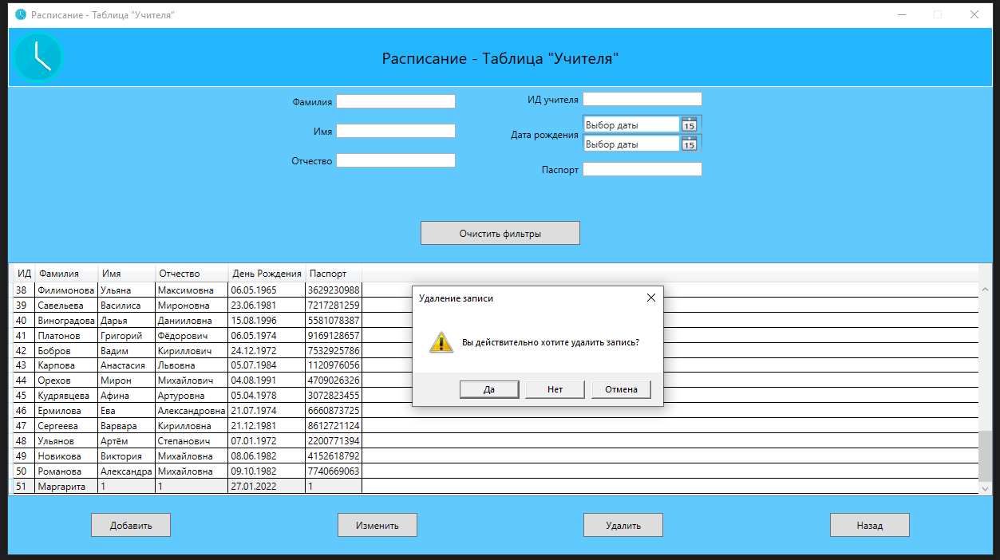 Расписание - Таблица "Учителя"
Расписание - Таблица "Учителя"
Фамилия
ИД учителя
Имя
Дата рождения
Выбор даты 15
Выбор даты 15
Отчество
Паспорт
Очистить фильтры
ИД Фамилия Имя Отчество День Рождения Паспорт
38 Филимонова Ульяна Максимовна 06.05.1965 3629230988
39 Савельева Василиса Мироновна 23.06.1981 7217281259
40 Виноградова Дарья Данииловна 15.08.1996 5581078387
41 Платонов Григорий Фёдорович 06.05.1974 9169128657
42 Бобров Вадим Кириллович 24.12.1972 7532925786
43 Карпова Анастасия Львовна 05.07.1984 1120976056
44 Орехов Мирон Михайлович 04.08.1991 4709026326
45 Кудрявцева Афина Артуровна 05.04.1978 3072823455
46 Ермилова Ева Александровна 21.07.1974 6660873725
47 Сергеева Варвара Кирилловна 21.12.1981 8612721124
48 Ульянов Артём Степанович 07.01.1972 2200771394
49 Новикова Виктория Михайловна 08.06.1982 4152618792
50 Романова Александра Михайловна 09.10.1982 7740669063
51 Маргарита 1 1 27.01.2022 1
Удаление записи
Вы действительно хотите удалить запись?
Да Нет Отмена
Добавить Изменить Удалить Назад